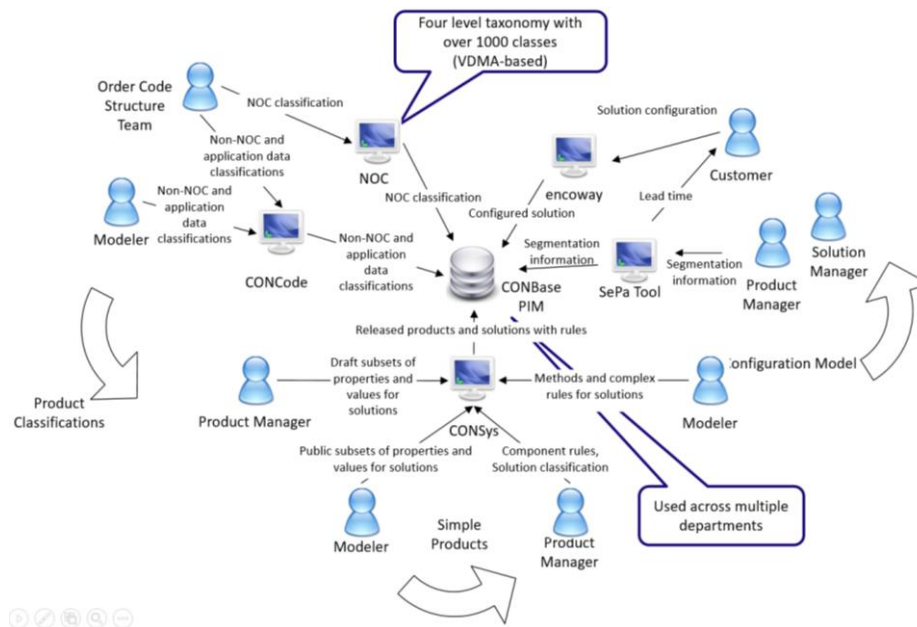 Four level taxonomy with
over 1000 classes
(VDMA-based)
Order Code
Structure
Team
NOC classification
Non-NOC and
application data
classifications
NOC
Solution configuration
encoway
Customer
Modeler
Non-NOC and
application
data
classifications
CONCode
NOC classification
Configured solution
Lead time
Non-NOC and
application
data
classifications
CONBase
PIM
Segmentation
information
SePa Tool
Segmentation
information
Product
Manager
Solution
Manager
Released products and solutions with rules
Product
Classifications
Product Manager
Draft subsets of
properties and
values for
solutions
CONSys
Methods and complex
rules for solutions
:onfiguration Model
Modeler
Public subsets of properties and
values for solutions
Component rules,
Solution classification
Used across multiple
departments
Modeler
Simple
Products
Product
Manager